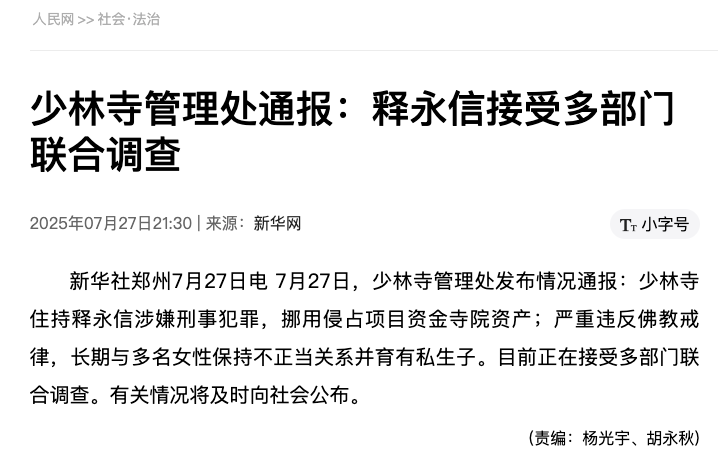 人民网 >> 社会·法治
少林寺管理处通报：释永信接受多部门
联合调查
2025年07月27日21:30 | 来源：新华网
TT 小字号
新华社郑州7月27日电 7月27日，少林寺管理处发布情况通报：少林寺
住持释永信涉嫌刑事犯罪，挪用侵占项目资金寺院资产；严重违反佛教戒
律，长期与多名女性保持不正当关系并育有私生子。目前正在接受多部门联
合调查。有关情况将及时向社会公布。
(责编：杨光宇、胡永秋)